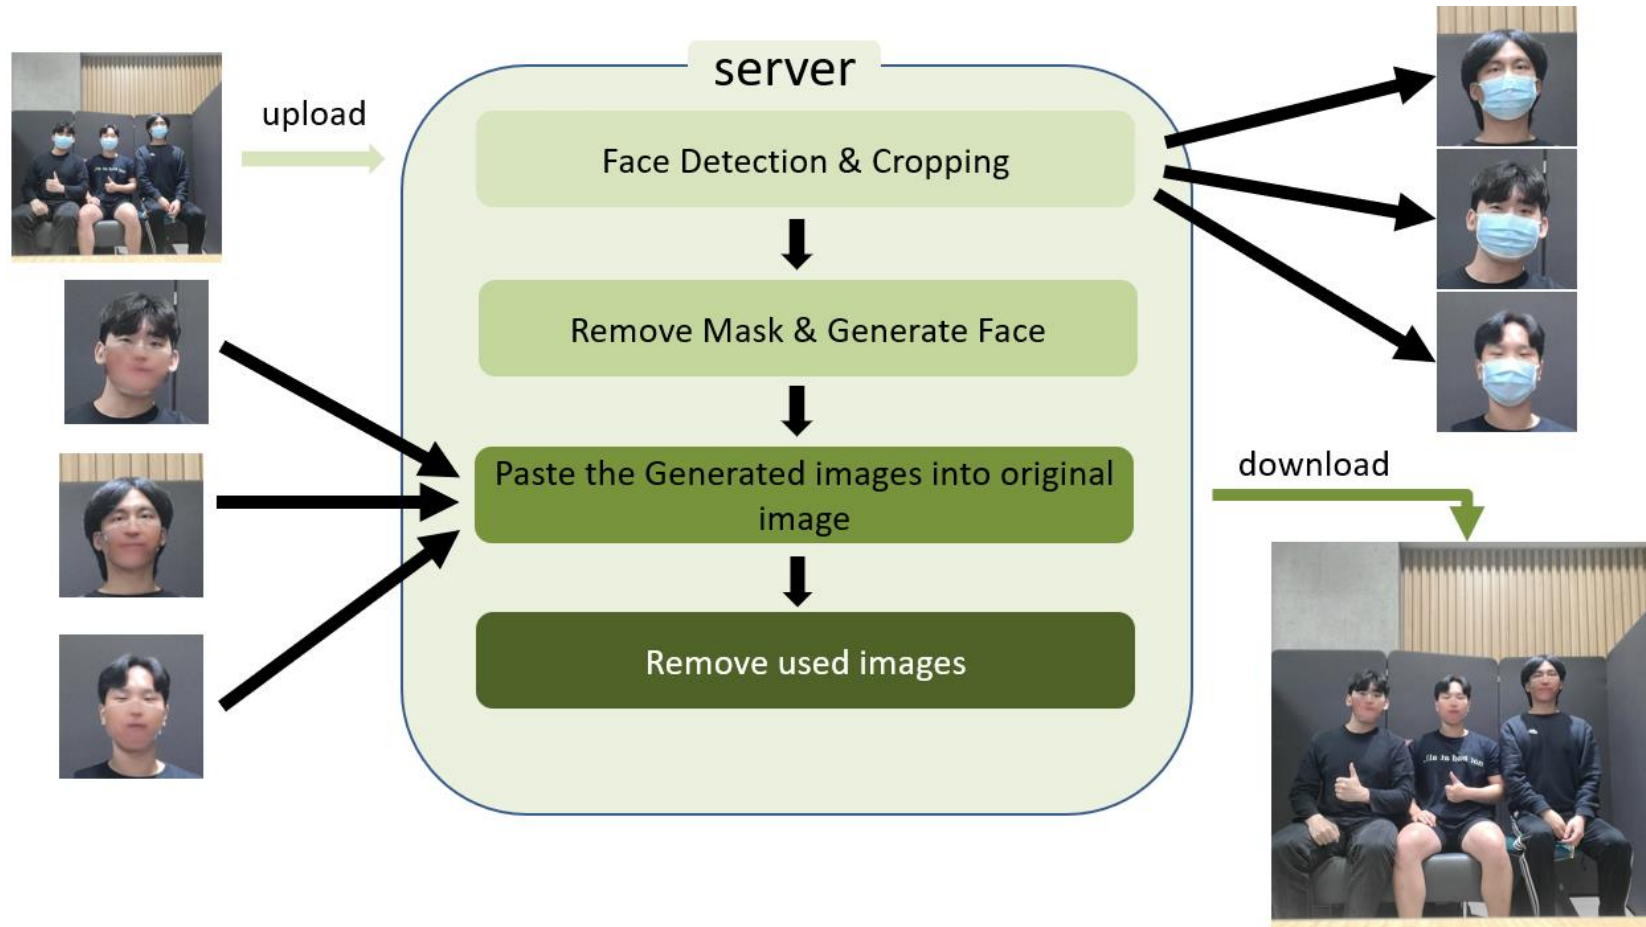 server
upload
Face Detection & Cropping
Remove Mask & Generate Face
Paste the Generated images into original
image
download
Remove used images